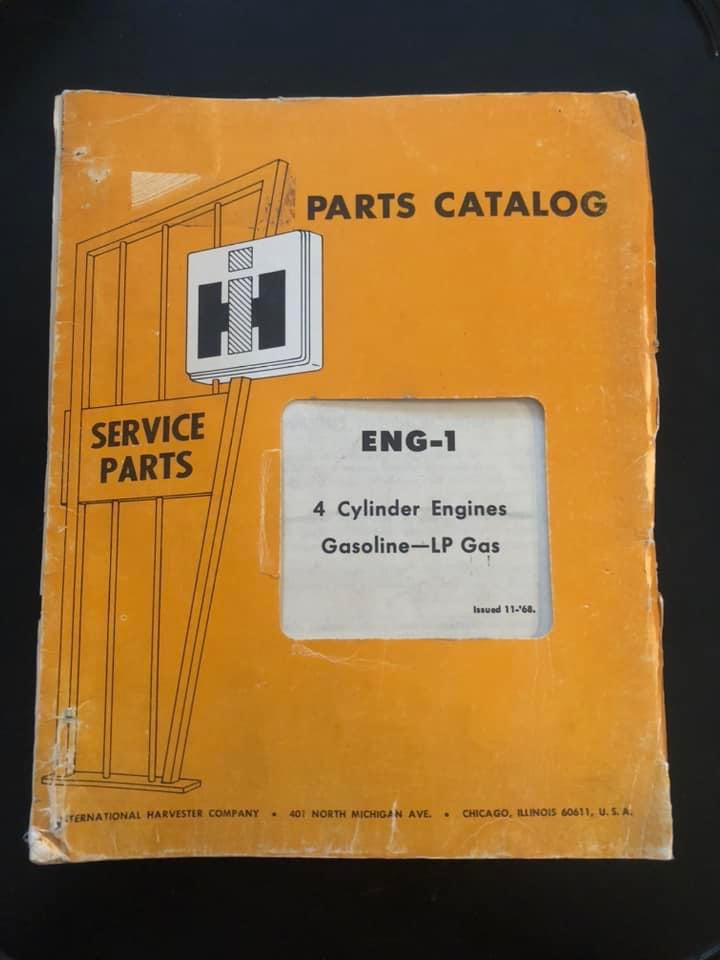 PARTS CATALOG
IH
SERVICE
PARTS
ENG-1
4 Cylinder Engines
Gasoline—LP Gas
Issued 11-'68.
INTERNATIONAL HARVESTER COMPANY • 401 NORTH MICHIGAN AVE. • CHICAGO, ILLINOIS 60611, U. S. A.